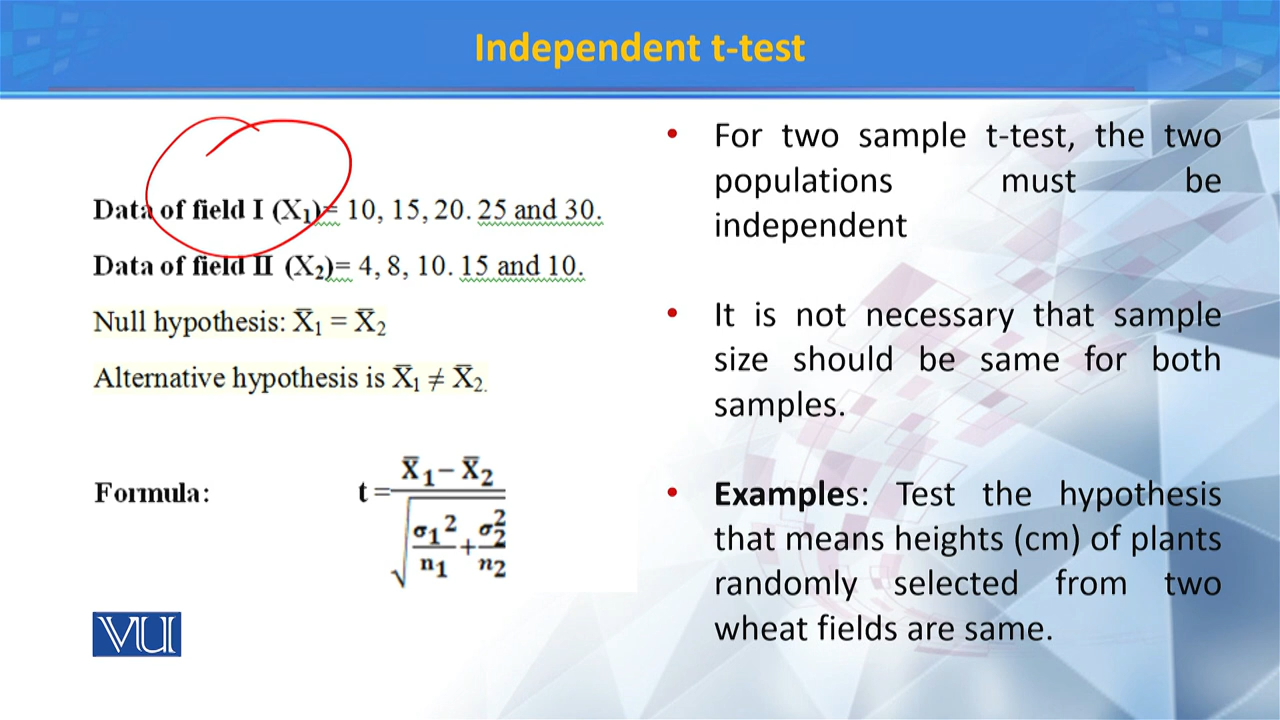 Independent t-test
Data of field I (X₁)= 10, 15, 20. 25 and 30.
Data of field II (X₂)= 4, 8, 10. 15 and 10.
Null hypothesis: X̄₁ = X̄₂
Alternative hypothesis is X̄₁ ≠ X̄₂.
Formula: t = (X̄₁ − X̄₂) / √(σ₁²/n₁ + σ₂²/n₂)
VU
• For two sample t-test, the two
populations must be
independent
• It is not necessary that sample
size should be same for both
samples.
• Examples: Test the hypothesis
that means heights (cm) of plants
randomly selected from two
wheat fields are same.